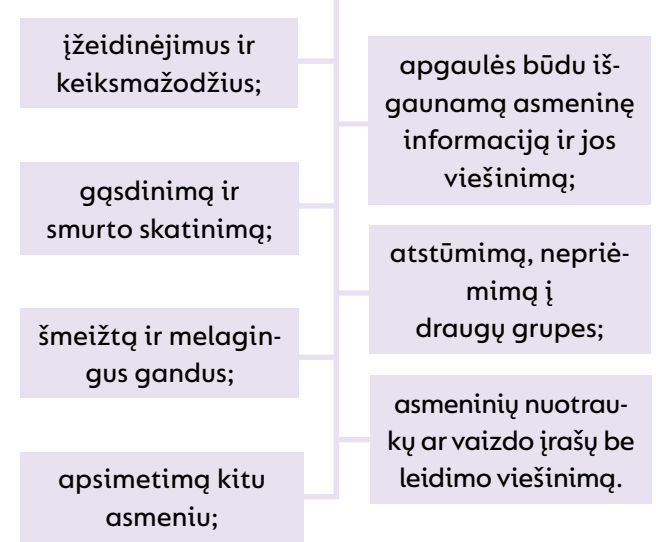 įžeidinėjimus ir
keiksmažodžius;
apgaulės būdu iš-
gaunamą asmeninę
informaciją ir jos
viešinimą;
gąsdinimą ir
smurto skatinimą;
atstūmimą, nepriė-
mimą į
draugų grupes;
šmeižtą ir melagin-
gus gandus;
asmeninių nuotrau-
kų ar vaizdo įrašų be
leidimo viešinimą.
apsimetimą kitu
asmeniu;